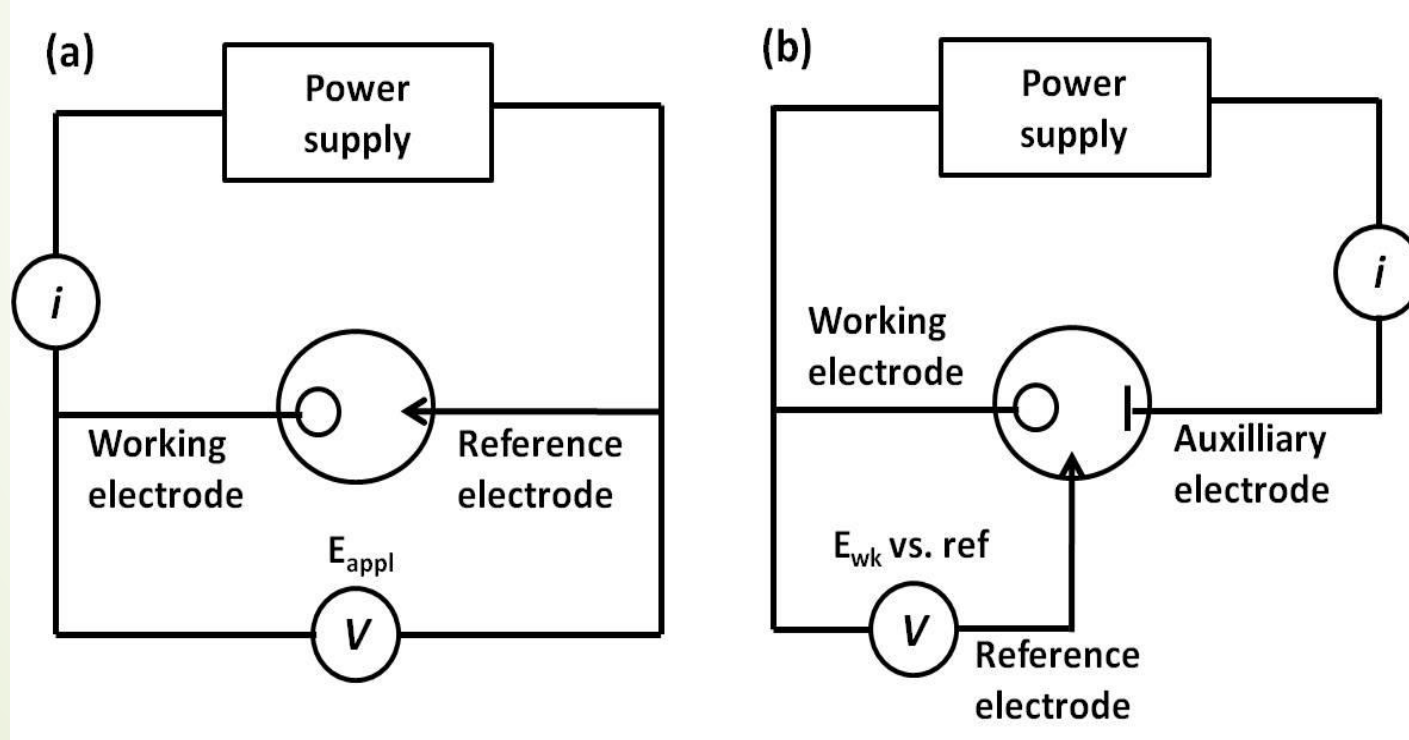 (a)
Power
supply
i
Working
electrode
Reference
electrode
E_appl
V
(b)
Power
supply
i
Working
electrode
Auxilliary
electrode
E_wk vs. ref
V
Reference
electrode